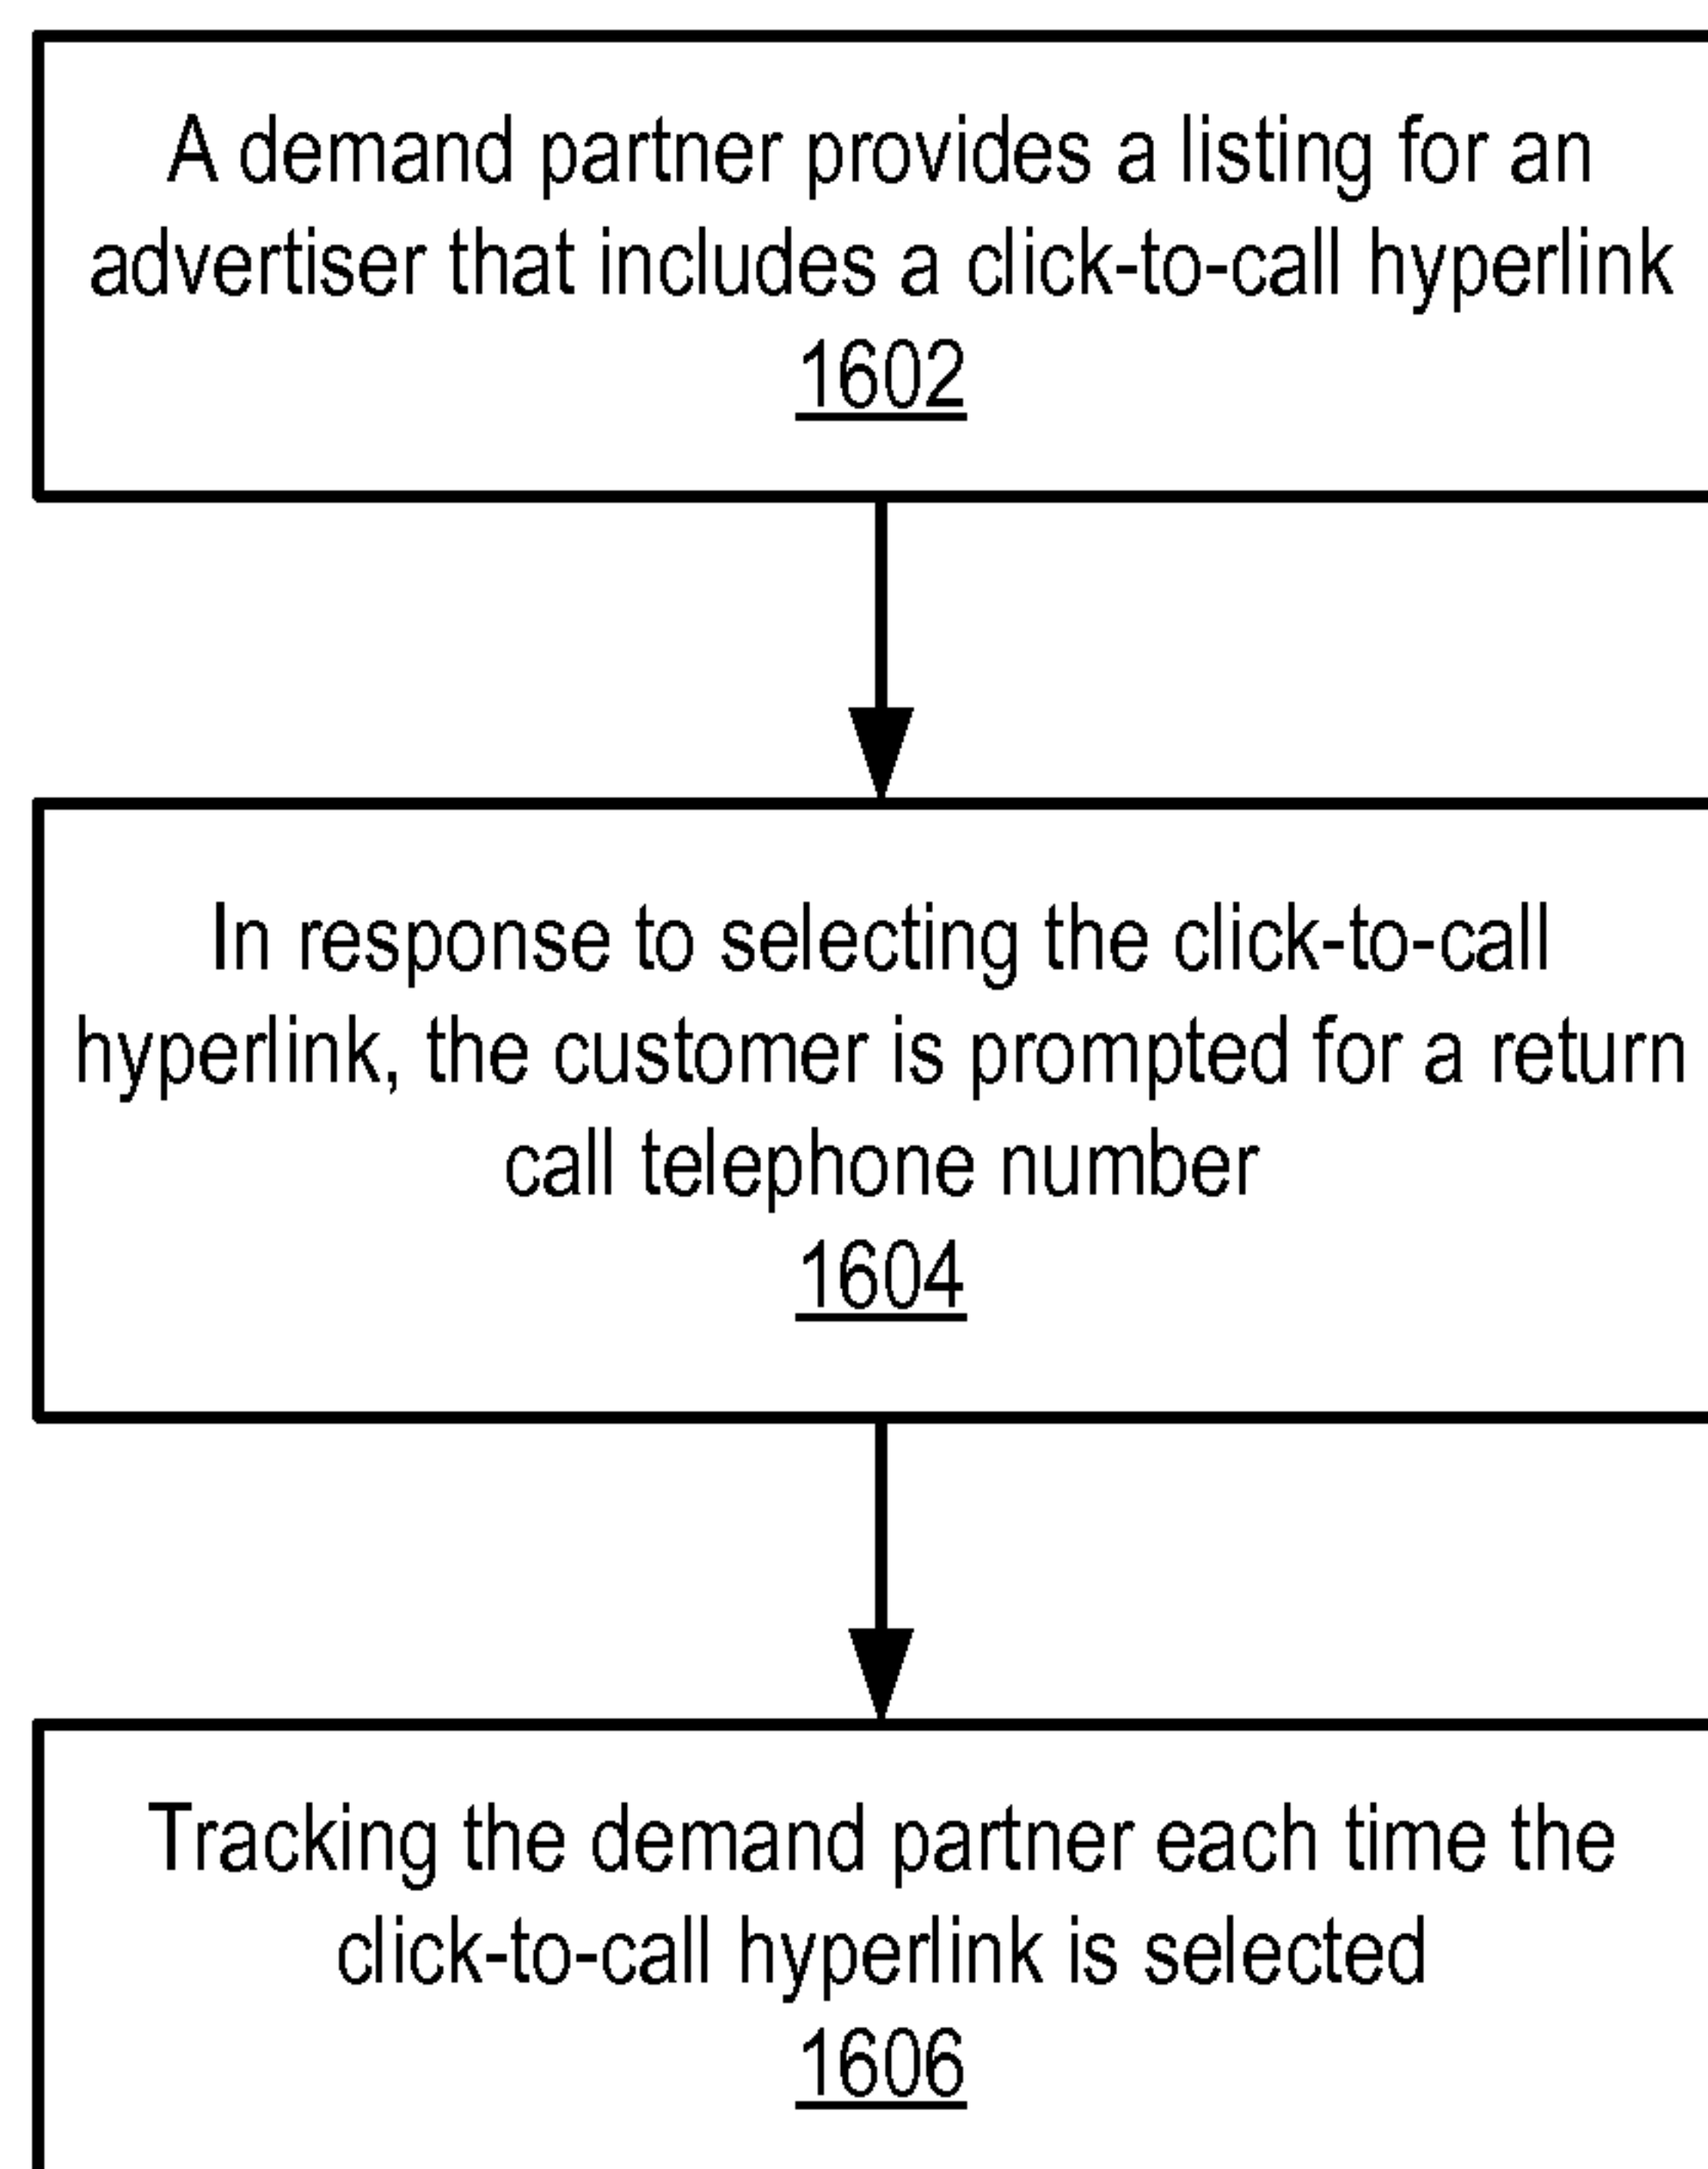 A demand partner provides a listing for an
advertiser that includes a click-to-call hyperlink
1602
In response to selecting the click-to-call
hyperlink, the customer is prompted for a return
call telephone number
1604
Tracking the demand partner each time the
click-to-call hyperlink is selected
1606